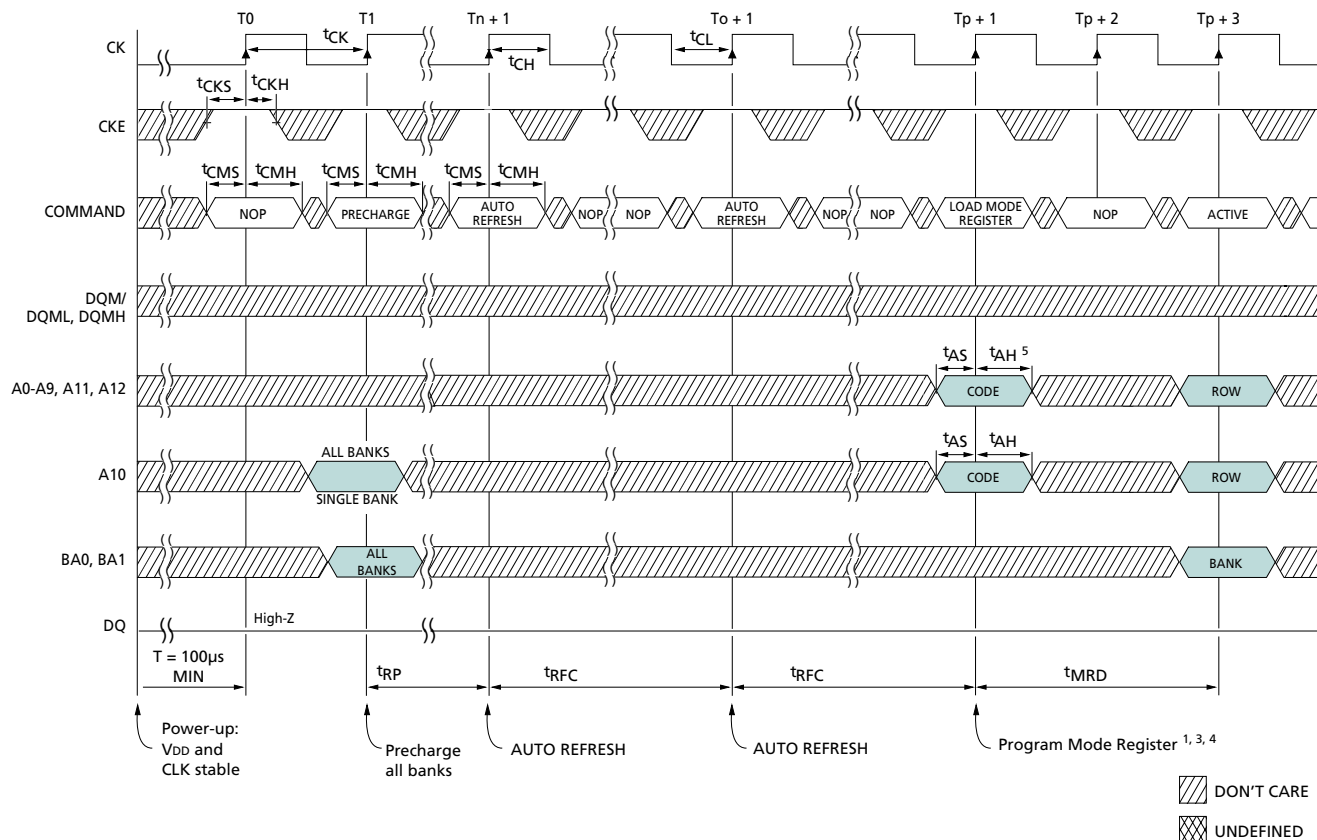 T0 T1 Tn + 1 To + 1 Tp + 1 Tp + 2 Tp + 3
CK
tCK
tCH
tCL
tCKS tCKH
CKE
tCMS tCMH tCMS tCMH tCMS tCMH
COMMAND
NOP PRECHARGE AUTO REFRESH NOP NOP AUTO REFRESH NOP NOP LOAD MODE REGISTER NOP ACTIVE
DQM/
DQML, DQMH
tAS tAH 5
A0-A9, A11, A12
CODE ROW
ALL BANKS
tAS tAH
A10
CODE ROW
SINGLE BANK
BA0, BA1
ALL BANKS
BANK
DQ
High-Z
T = 100µs
MIN
tRP tRFC tRFC tMRD
Power-up:
VDD and
CLK stable
Precharge
all banks
AUTO REFRESH
AUTO REFRESH
Program Mode Register 1, 3, 4
DON'T CARE
UNDEFINED